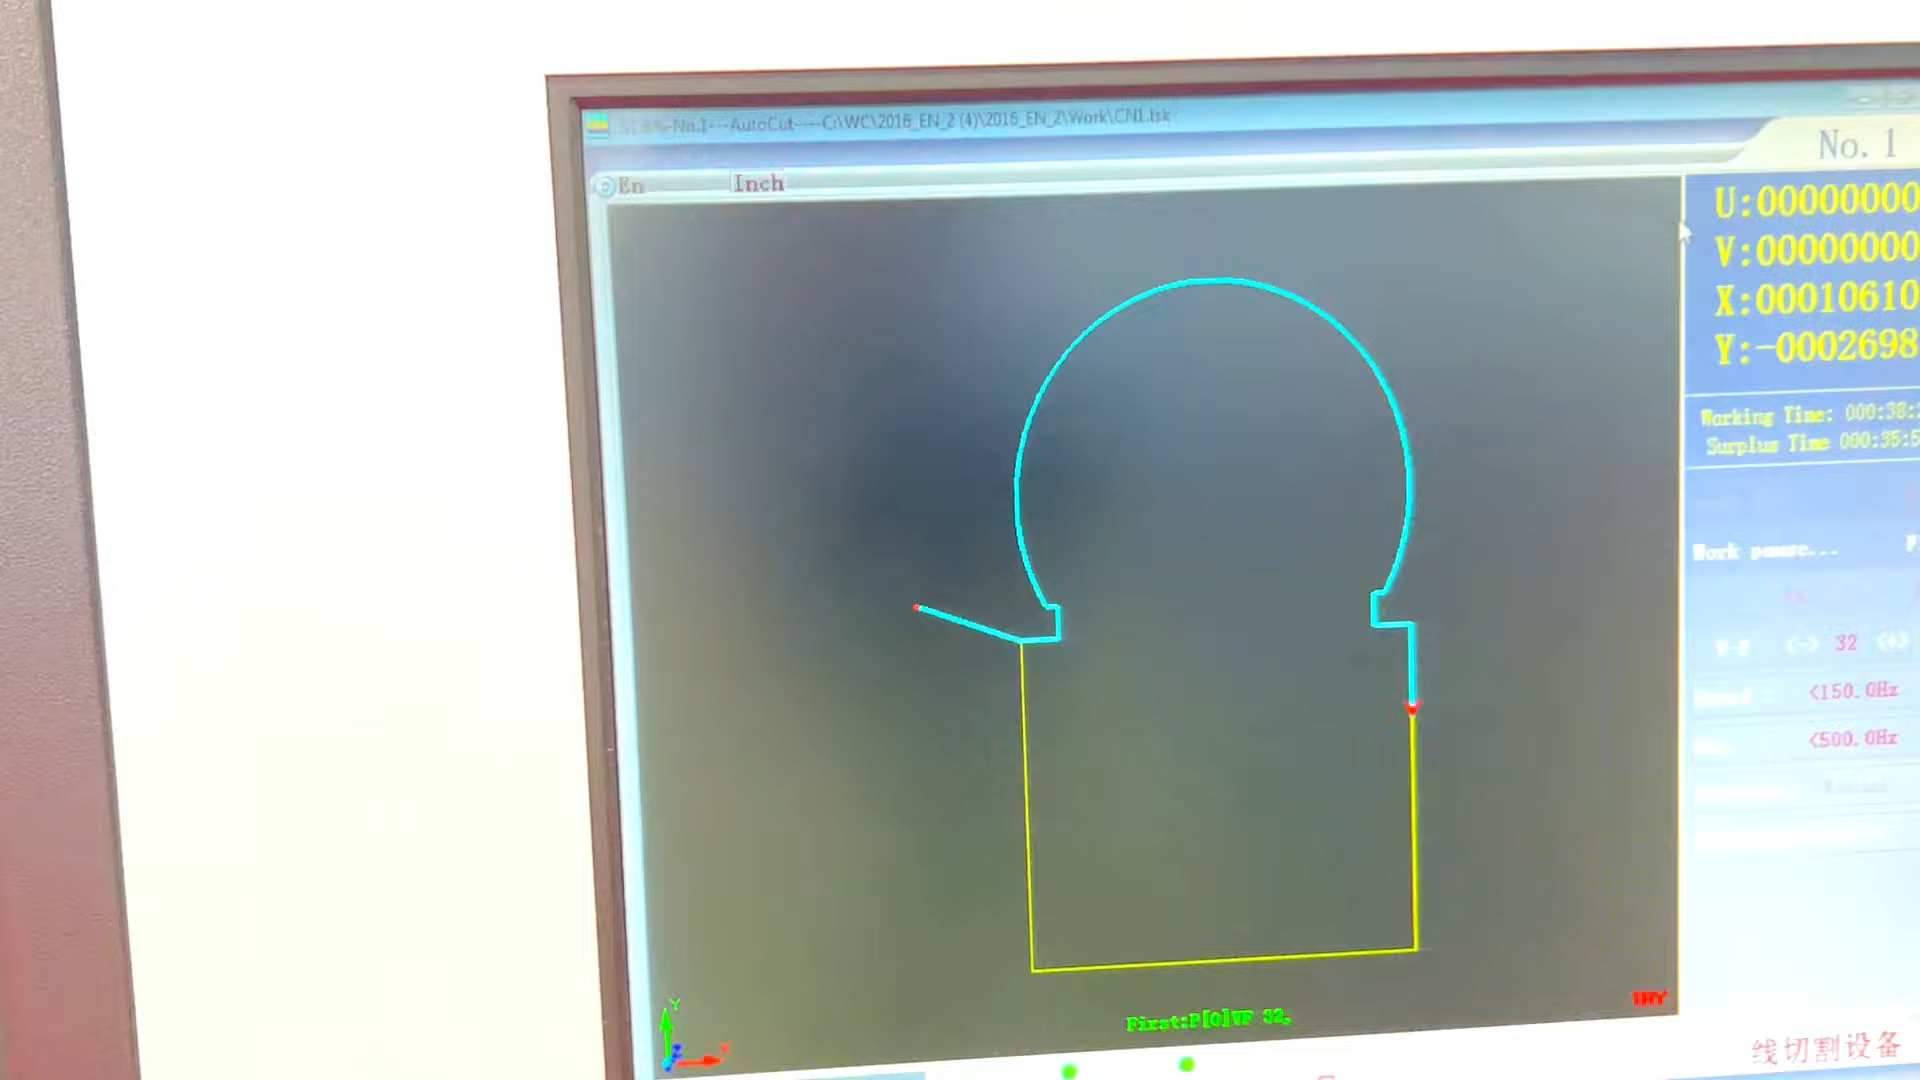 No.1---AutoCut----C:\WC\2016_EN_2 (4)\2016_EN_2\Work\CN1.tsk
No. 1
En
Inch
U:00000000
V:00000000
X:00010610
Y:-0002698
Working Time: 000:38:
Surplus Time 000:35:5
Work pause...
32
<150.0Hz
<500.0Hz
First:P[0]VF 32,
Y
Z
X
线切割设备